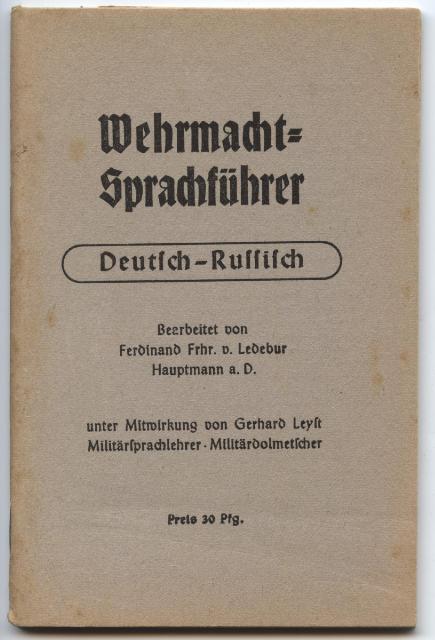 Wehrmacht=
Sprachführer
Deutſch–Ruſſiſch
Bearbeitet von
Ferdinand Frhr. v. Ledebur
Hauptmann a. D.
unter Mitwirkung von Gerhard Leyſt
Militärſprachlehrer · Militärdolmetſcher
Preis 30 Pfg.